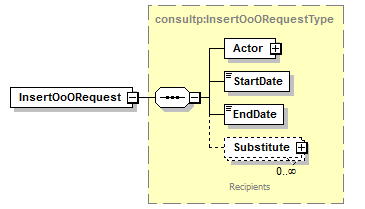 consultp:InsertOoORequestType
Actor
StartDate
InsertOoORequest
EndDate
Substitute
0..∞
Recipients